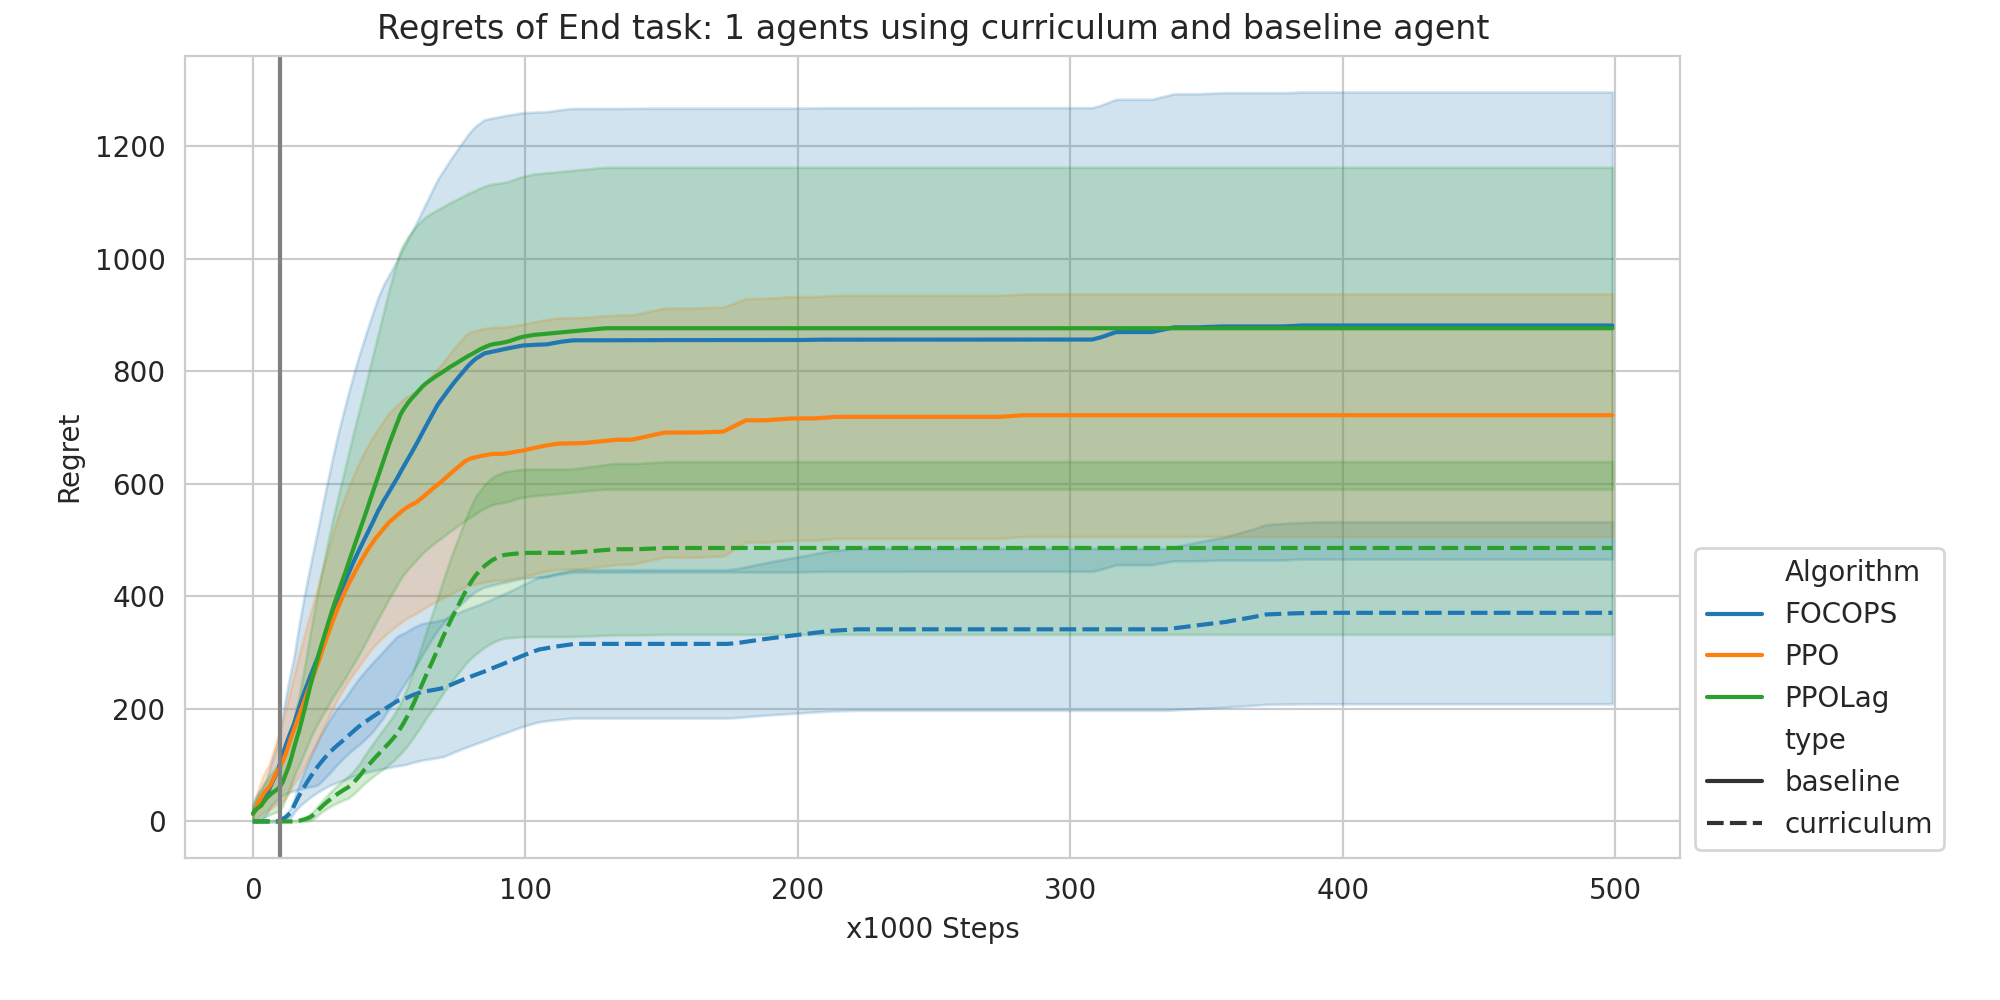 Regrets of End task: 1 agents using curriculum and baseline agent
Regret
1200
1000
800
600
400
200
0
0 100 200 300 400 500
x1000 Steps
Algorithm
FOCOPS
PPO
PPOLag
type
baseline
curriculum